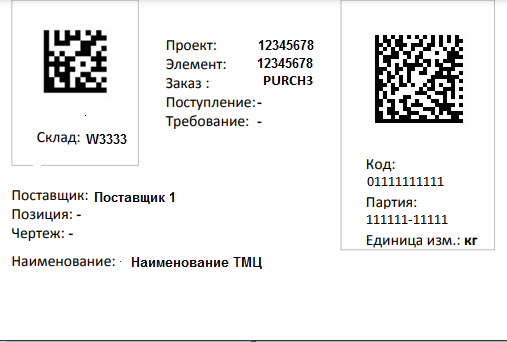 Склад: W3333
Проект: 12345678
Элемент: 12345678
Заказ : PURCH3
Поступление:-
Требование: -
Код:
01111111111
Партия:
111111-11111
Единица изм.: кг
Поставщик: Поставщик 1
Позиция: -
Чертеж: -
Наименование: Наименование ТМЦ